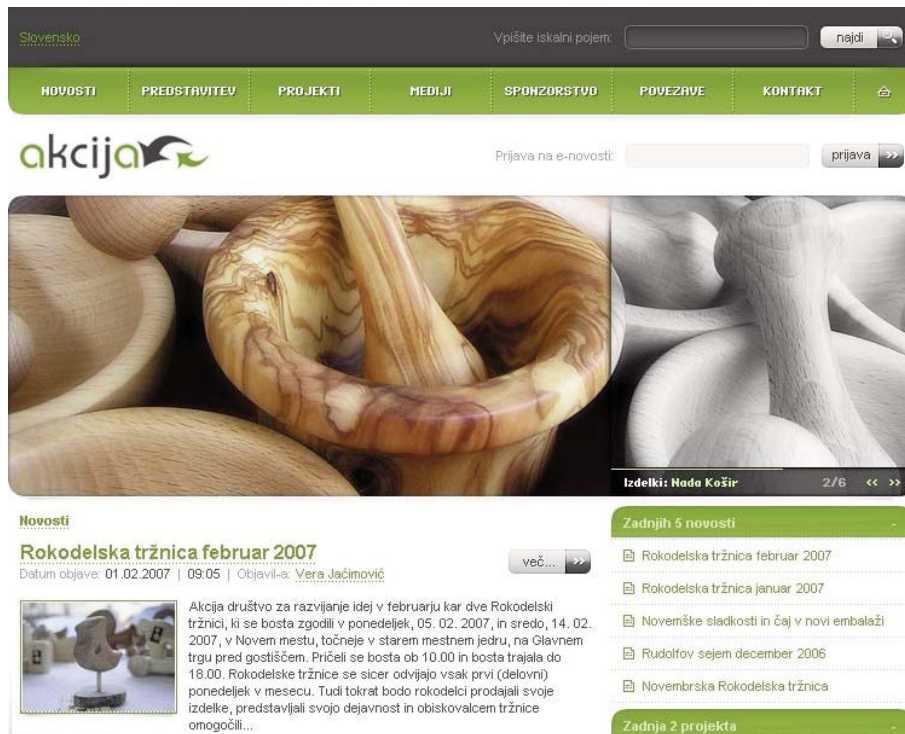 Slovensko
Vpišite iskalni pojem:
najdi
NOVOSTI PREDSTAVITEV PROJEKTI MEDIJI SPONZORSTVO POVEZAVE KONTAKT
akcija
Prijava na e-novosti:
prijava >>
Izdelki: Nada Košir 2/6 << >>
Novosti
Rokodelska tržnica februar 2007
Datum objave: 01.02.2007 | 09:05 | Objavil-a: Vera Jaćimović
več... >>
Akcija društvo za razvijanje idej v februarju kar dve Rokodelski
tržnici, ki se bosta zgodili v ponedeljek, 05. 02. 2007, in sredo, 14. 02.
2007, v Novem mestu, točneje v starem mestnem jedru, na Glavnem
trgu pred gostiščem. Pričeli se bosta ob 10.00 in bosta trajala do
18.00. Rokodelske tržnice se sicer odvijajo vsak prvi (delovni)
ponedeljek v mesecu. Tudi tokrat bodo rokodelci prodajali svoje
izdelke, predstavljali svojo dejavnost in obiskovalcem tržnice
omogočili...
Zadnjih 5 novosti -
Rokodelska tržnica februar 2007
Rokodelska tržnica januar 2007
Novemške sladkosti in čaj v novi embalaži
Rudolfov sejem december 2006
Novembrska Rokodelska tržnica
Zadnja 2 projekta -